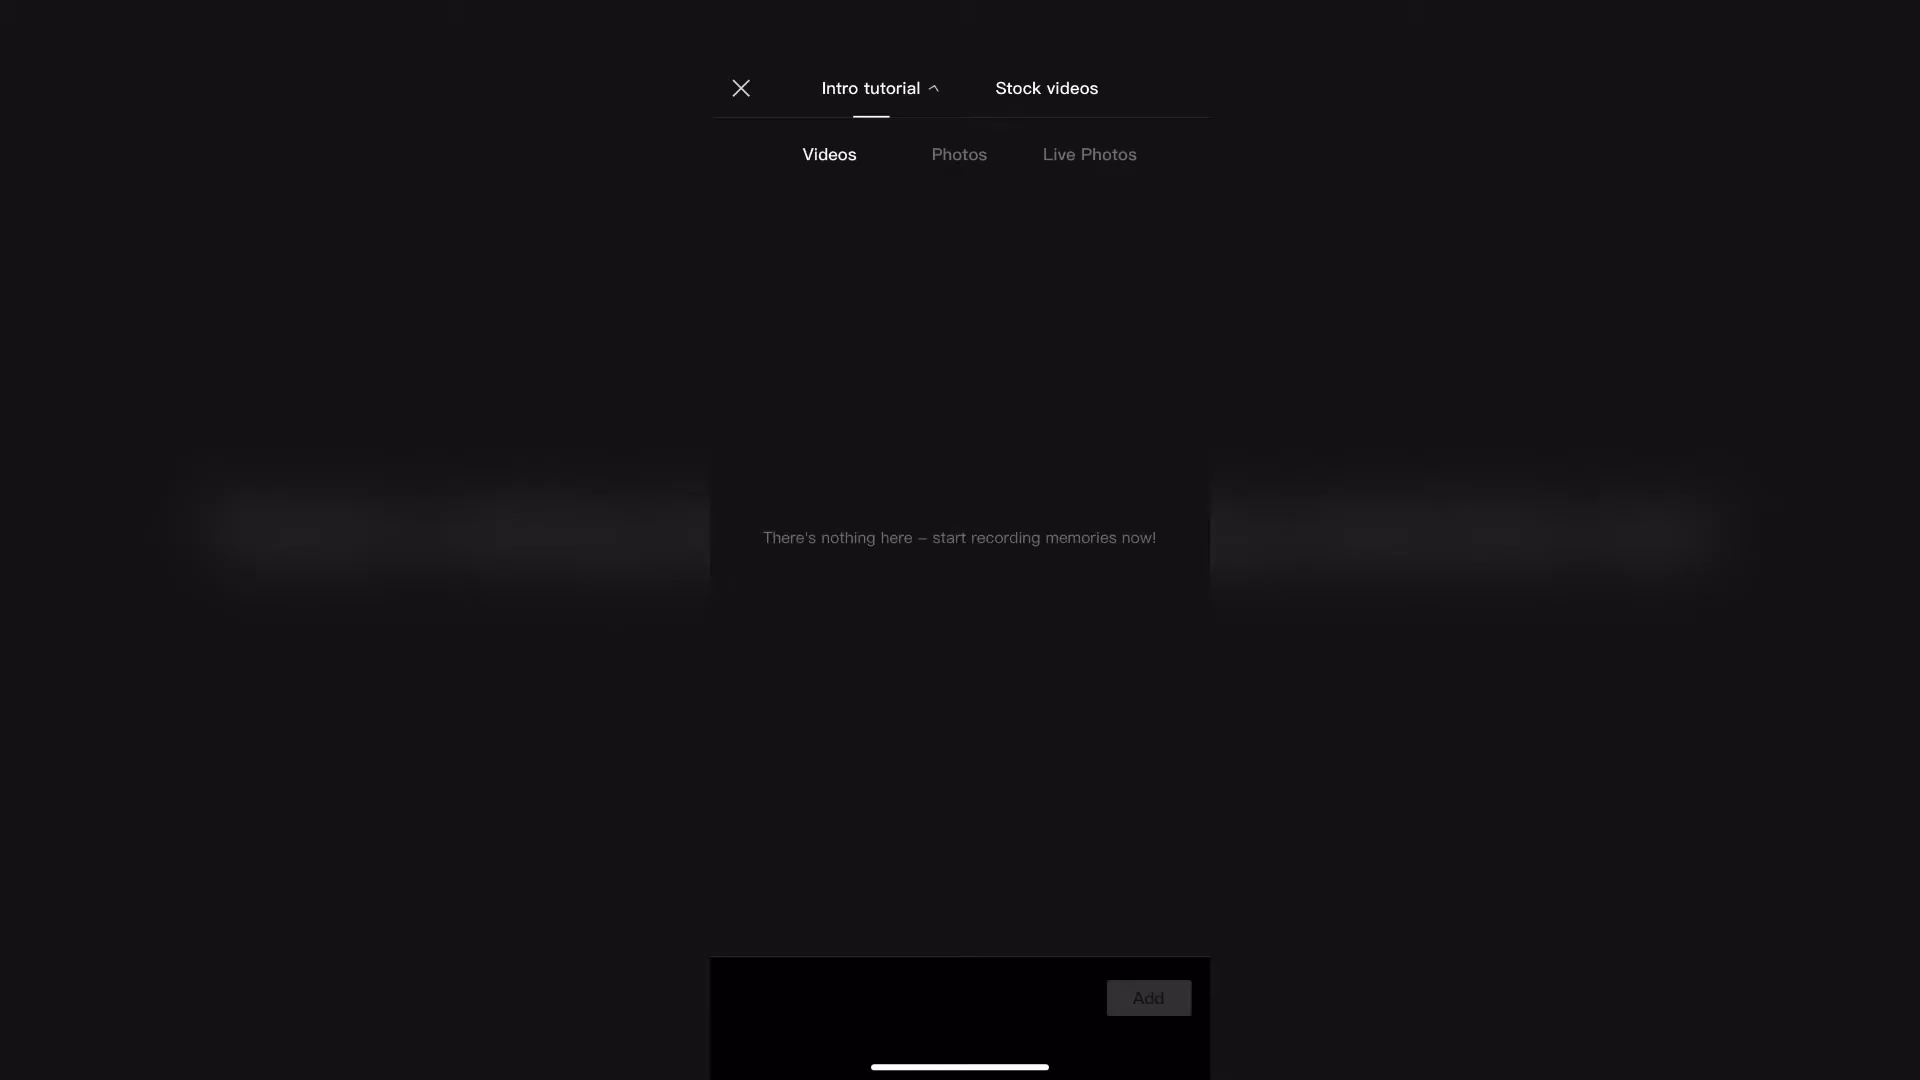 Intro tutorial Stock videos
Videos Photos Live Photos
There's nothing here – start recording memories now!
Add